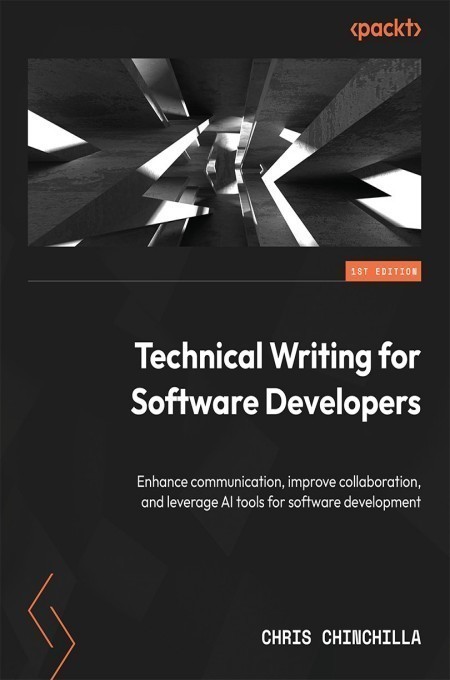 <packt>
1ST EDITION
Technical Writing for
Software Developers
Enhance communication, improve collaboration,
and leverage AI tools for software development
CHRIS CHINCHILLA